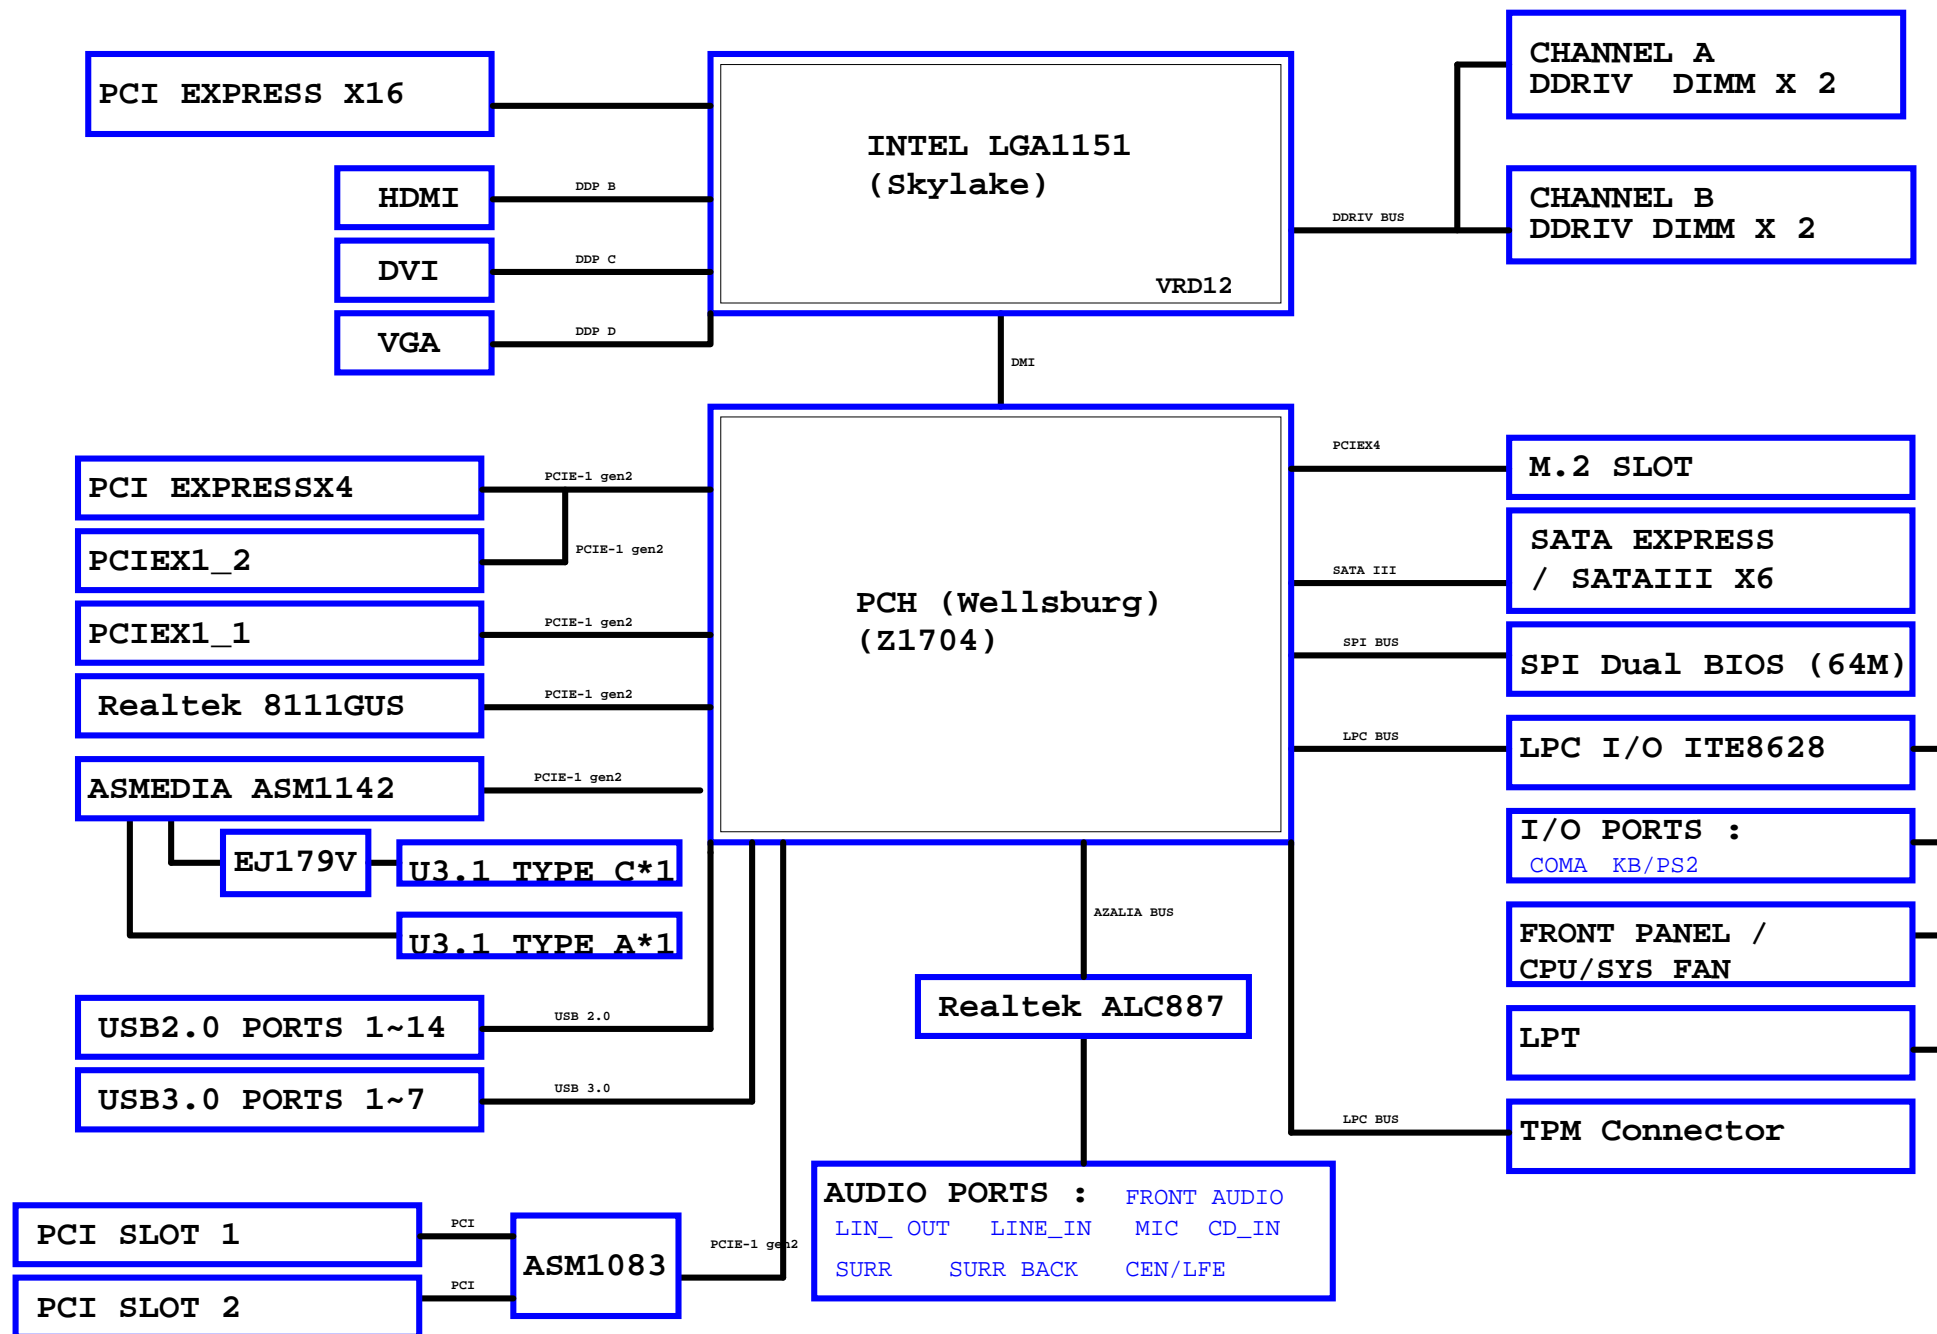 PCI EXPRESS X16
HDMI
DDP B
DVI
DDP C
VGA
DDP D
INTEL LGA1151
(Skylake)
VRD12
DDRIV BUS
CHANNEL A
DDRIV DIMM X 2
CHANNEL B
DDRIV DIMM X 2
DMI
PCI EXPRESSX4
PCIE-1 gen2
PCIEX1_2
PCIE-1 gen2
PCIEX1_1
PCIE-1 gen2
Realtek 8111GUS
PCIE-1 gen2
ASMEDIA ASM1142
PCIE-1 gen2
EJ179V
U3.1 TYPE C*1
U3.1 TYPE A*1
USB2.0 PORTS 1~14
USB 2.0
USB3.0 PORTS 1~7
USB 3.0
PCI SLOT 1
PCI
PCI SLOT 2
PCI
ASM1083
PCIE-1 gen2
PCH (Wellsburg)
(Z1704)
AZALIA BUS
Realtek ALC887
AUDIO PORTS : FRONT AUDIO
LIN_ OUT LINE_IN MIC CD_IN
SURR SURR BACK CEN/LFE
PCIEX4
M.2 SLOT
SATA III
SATA EXPRESS
/ SATAIII X6
SPI BUS
SPI Dual BIOS (64M)
LPC BUS
LPC I/O ITE8628
I/O PORTS :
COMA KB/PS2
FRONT PANEL /
CPU/SYS FAN
LPT
LPC BUS
TPM Connector